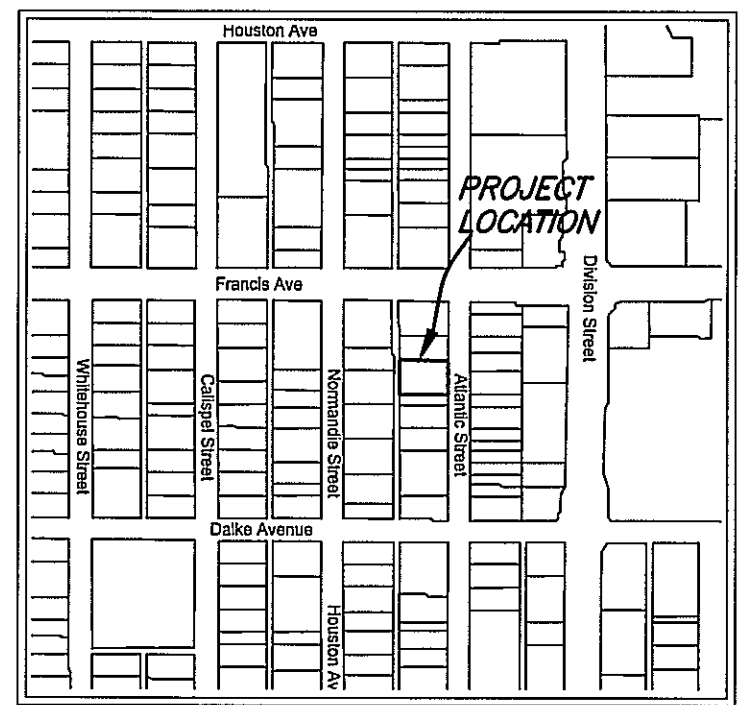 Houston Ave
PROJECT
LOCATION
Francis Ave
Division Street
Whitehouse Street
Calispel Street
Normandie Street
Atlantic Street
Dalke Avenue
Houston Av